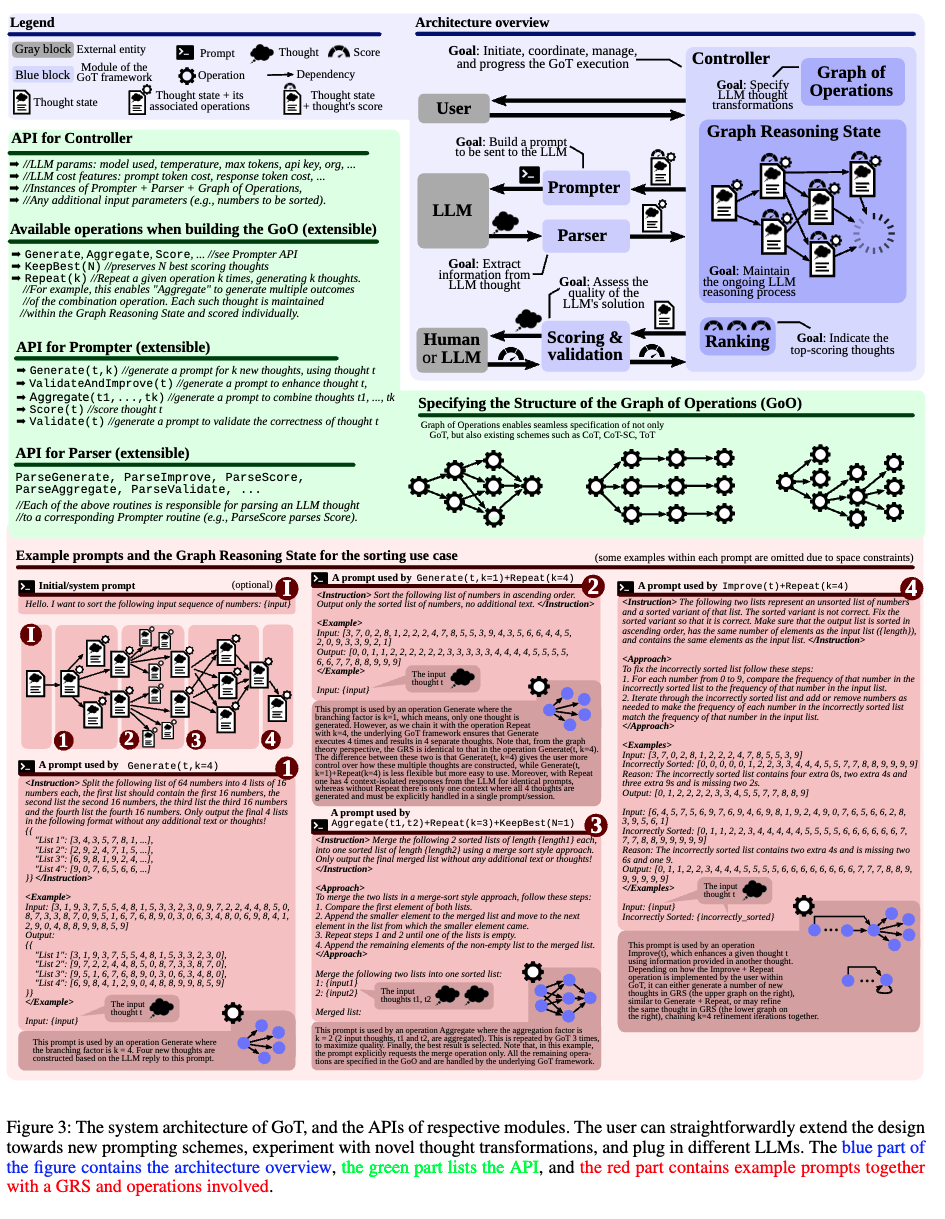 Legend
Gray block External entity
Prompt
Thought
Score
Blue block Module of the
GoT framework
Operation
Dependency
Thought state
Thought state + its
associated operations
Thought state
+ thought's score
Architecture overview
Goal: Initiate, coordinate, manage,
and progress the GoT execution
Controller
Goal: Specify
LLM thought
transformations
Graph of
Operations
User
Graph Reasoning State
Goal: Build a prompt
to be sent to the LLM
LLM
Prompter
Parser
Goal: Extract
information from
LLM thought
Goal: Maintain
the ongoing LLM
reasoning process
Goal: Assess the
quality of the
LLM's solution
Human
or LLM
Scoring &
validation
Ranking
Goal: Indicate the
top-scoring thoughts
API for Controller
➡ //LLM params: model used, temperature, max tokens, api key, org, ...
➡ //LLM cost features: prompt token cost, response token cost, ...
➡ //Instances of Prompter + Parser + Graph of Operations,
➡ //Any additional input parameters (e.g., numbers to be sorted).
Available operations when building the GoO (extensible)
➡ Generate, Aggregate, Score, ... //see Prompter API
➡ KeepBest(N) //preserves N best scoring thoughts
➡ Repeat(k) //Repeat a given operation k times, generating k thoughts.
//For example, this enables "Aggregate" to generate multiple outcomes
//of the combination operation. Each such thought is maintained
//within the Graph Reasoning State and scored individually.
API for Prompter (extensible)
➡ Generate(t,k) //generate a prompt for k new thoughts, using thought t
➡ ValidateAndImprove(t) //generate a prompt to enhance thought t,
➡ Aggregate(t1,...,tk) //generate a prompt to combine thoughts t1, ..., tk
➡ Score(t) //score thought t
➡ Validate(t) //generate a prompt to validate the correctness of thought t
API for Parser (extensible)
ParseGenerate, ParseImprove, ParseScore,
ParseAggregate, ParseValidate, ...
//Each of the above routines is responsible for parsing an LLM thought
//to a corresponding Prompter routine (e.g., ParseScore parses Score).
Specifying the Structure of the Graph of Operations (GoO)
Graph of Operations enables seamless specification of not only
GoT, but also existing schemes such as CoT, CoT-SC, ToT
Example prompts and the Graph Reasoning State for the sorting use case
(some examples within each prompt are omitted due to space constraints)
Initial/system prompt (optional) 1
Hello. I want to sort the following input sequence of numbers: {input}
1
1 2 3 4
A prompt used by Generate(t,k=4) 1
<Instruction> Split the following list of 64 numbers into 4 lists of 16
numbers each, the first list should contain the first 16 numbers, the
second list the second 16 numbers, the third list the third 16 numbers
and the fourth list the fourth 16 numbers. Only output the final 4 lists
in the following format without any additional text or thoughts!
{{
"List 1": [3, 4, 3, 5, 7, 8, 1, ...],
"List 2": [2, 9, 2, 4, 7, 1, 5, ...],
"List 3": [6, 9, 8, 1, 9, 2, 4, ...],
"List 4": [9, 0, 7, 6, 5, 6, 6, ...]
}} </Instruction>
<Example>
Input: [3, 1, 9, 3, 7, 5, 5, 4, 8, 1, 5, 3, 3, 2, 3, 0, 9, 7, 2, 2, 4, 4, 8, 5, 0,
8, 7, 3, 3, 8, 7, 0, 9, 5, 1, 6, 7, 6, 8, 9, 0, 3, 0, 6, 3, 4, 8, 0, 6, 9, 8, 4, 1,
2, 9, 0, 4, 8, 8, 9, 9, 8, 5, 9]
Output:
{{
"List 1": [3, 1, 9, 3, 7, 5, 5, 4, 8, 1, 5, 3, 3, 2, 3, 0],
"List 2": [9, 7, 2, 2, 4, 4, 8, 5, 0, 8, 7, 3, 3, 8, 7, 0],
"List 3": [9, 5, 1, 6, 7, 6, 8, 9, 0, 3, 0, 6, 3, 4, 8, 0],
"List 4": [6, 9, 8, 4, 1, 2, 9, 0, 4, 8, 8, 9, 9, 8, 5, 9]
}}
</Example>
The input
thought t
Input: {input}
This prompt is used by an operation Generate where
the branching factor is k = 4. Four new thoughts are
constructed based on the LLM reply to this prompt.
A prompt used by Generate(t,k=1)+Repeat(k=4) 2
<Instruction> Sort the following list of numbers in ascending order.
Output only the sorted list of numbers, no additional text. </Instruction>
<Example>
Input: [3, 7, 0, 2, 8, 1, 2, 2, 2, 4, 7, 8, 5, 5, 3, 9, 4, 3, 5, 6, 6, 4, 4, 5,
2, 0, 9, 3, 3, 9, 2, 1]
Output: [0, 0, 1, 1, 2, 2, 2, 2, 2, 2, 3, 3, 3, 3, 3, 4, 4, 4, 4, 5, 5, 5, 5,
6, 6, 7, 7, 8, 8, 9, 9, 9, 9]
</Example>
The input
thought t
Input: {input}
This prompt is used by an operation Generate where the
branching factor is k=1, which means, only one thought is
generated. However, as we chain it with the operation Repeat
with k=4, the underlying GoT framework ensures that Generate
executes 4 times and results in 4 separate thoughts. Note that, from the graph
theory perspective, the GRS is identical to that in the operation Generate(t, k=4).
The difference between these two is that Generate(t, k=4) gives the user more
control over how these multiple thoughts are constructed, while Generate(t,
k=1)+Repeat(k=4) is less flexible but more easy to use. Moreover, with Repeat
one has 4 context-isolated responses from the LLM for identical prompts,
whereas without Repeat there is only one context where all 4 thoughts are
generated and must be explicitly handled in a single prompt/session.
A prompt used by
Aggregate(t1,t2)+Repeat(k=3)+KeepBest(N=1) 3
<Instruction> Merge the following 2 sorted lists of length {length1} each,
into one sorted list of length {length2} using a merge sort style approach.
Only output the final merged list without any additional text or thoughts!
</Instruction>
<Approach>
To merge the two lists in a merge-sort style approach, follow these steps:
1. Compare the first element of both lists.
2. Append the smaller element to the merged list and move to the next
element in the list from which the smaller element came.
3. Repeat steps 1 and 2 until one of the lists is empty.
4. Append the remaining elements of the non-empty list to the merged list.
</Approach>
Merge the following two lists into one sorted list:
1: {input1}
2: {input2}
The input
thoughts t1, t2
Merged list:
This prompt is used by an operation Aggregate where the aggregation factor is
k = 2 (2 input thoughts, t1 and t2, are aggregated). This is repeated by GoT 3 times,
to maximize quality. Finally, the best result is selected. Note that, in this example,
the prompt explicitly requests the merge operation only. All the remaining opera-
tions are specified in the GoO and are handled by the underlying GoT framework.
A prompt used by Improve(t)+Repeat(k=4) 4
<Instruction> The following two lists represent an unsorted list of numbers
and a sorted variant of that list. The sorted variant is not correct. Fix the
sorted variant so that it is correct. Make sure that the output list is sorted in
ascending order, has the same number of elements as the input list ({length}),
and contains the same elements as the input list. </Instruction>
<Approach>
To fix the incorrectly sorted list follow these steps:
1. For each number from 0 to 9, compare the frequency of that number in the
incorrectly sorted list to the frequency of that number in the input list.
2. Iterate through the incorrectly sorted list and add or remove numbers as
needed to make the frequency of each number in the incorrectly sorted list
match the frequency of that number in the input list.
</Approach>
<Examples>
Input: [3, 7, 0, 2, 8, 1, 2, 2, 2, 4, 7, 8, 5, 5, 3, 9]
Incorrectly Sorted: [0, 0, 0, 0, 0, 1, 2, 2, 3, 3, 4, 4, 4, 5, 5, 7, 7, 8, 8, 9, 9, 9, 9]
Reason: The incorrectly sorted list contains four extra 0s, two extra 4s and
three extra 9s and is missing two 2s.
Output: [0, 1, 2, 2, 2, 2, 3, 3, 4, 5, 5, 7, 7, 8, 8, 9]
Input: [6, 4, 5, 7, 5, 6, 9, 7, 6, 9, 4, 6, 9, 8, 1, 9, 2, 4, 9, 0, 7, 6, 5, 6, 6, 2, 8,
3, 9, 5, 6, 1]
Incorrectly Sorted: [0, 1, 1, 2, 2, 3, 4, 4, 4, 4, 4, 5, 5, 5, 5, 6, 6, 6, 6, 6, 6, 7,
7, 7, 8, 8, 9, 9, 9, 9, 9]
Reason: The incorrectly sorted list contains two extra 4s and is missing two
6s and one 9.
Output: [0, 1, 1, 2, 2, 3, 4, 4, 4, 5, 5, 5, 5, 6, 6, 6, 6, 6, 6, 6, 6, 7, 7, 7, 8, 8, 9,
9, 9, 9, 9, 9]
</Examples>
The input
thought t
Input: {input}
Incorrectly Sorted: {incorrectly_sorted}
This prompt is used by an operation
Improve(t), which enhances a given thought t
using information provided in another thought.
Depending on how the Improve + Repeat
operation is implemented by the user within
GoT, it can either generate a number of new
thoughts in GRS (the upper graph on the right),
similar to Generate + Repeat, or may refine
the same thought in GRS (the lower graph on
the right), chaining k=4 refinement iterations together.
Figure 3: The system architecture of GoT, and the APIs of respective modules. The user can straightforwardly extend the design
towards new prompting schemes, experiment with novel thought transformations, and plug in different LLMs. The blue part of
the figure contains the architecture overview, the green part lists the API, and the red part contains example prompts together
with a GRS and operations involved.